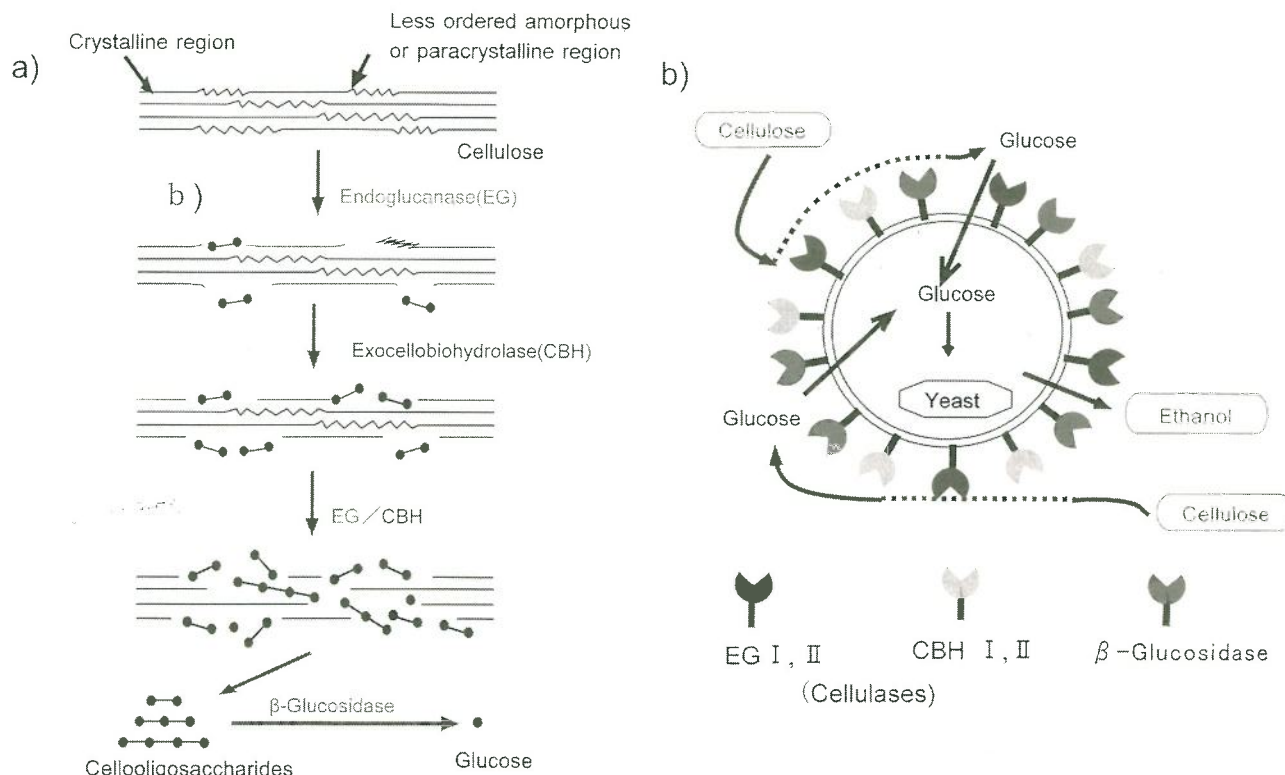 a)
Crystalline region
Less ordered amorphous
or paracrystalline region
Cellulose
b)
Endoglucanase(EG)
Exocellobiohydrolase(CBH)
EG／CBH
β-Glucosidase
Cellooligosaccharides
Glucose
b)
Cellulose
Glucose
Glucose
Yeast
Glucose
Ethanol
Cellulose
EG Ⅰ, Ⅱ
CBH Ⅰ, Ⅱ
β-Glucosidase
(Cellulases)